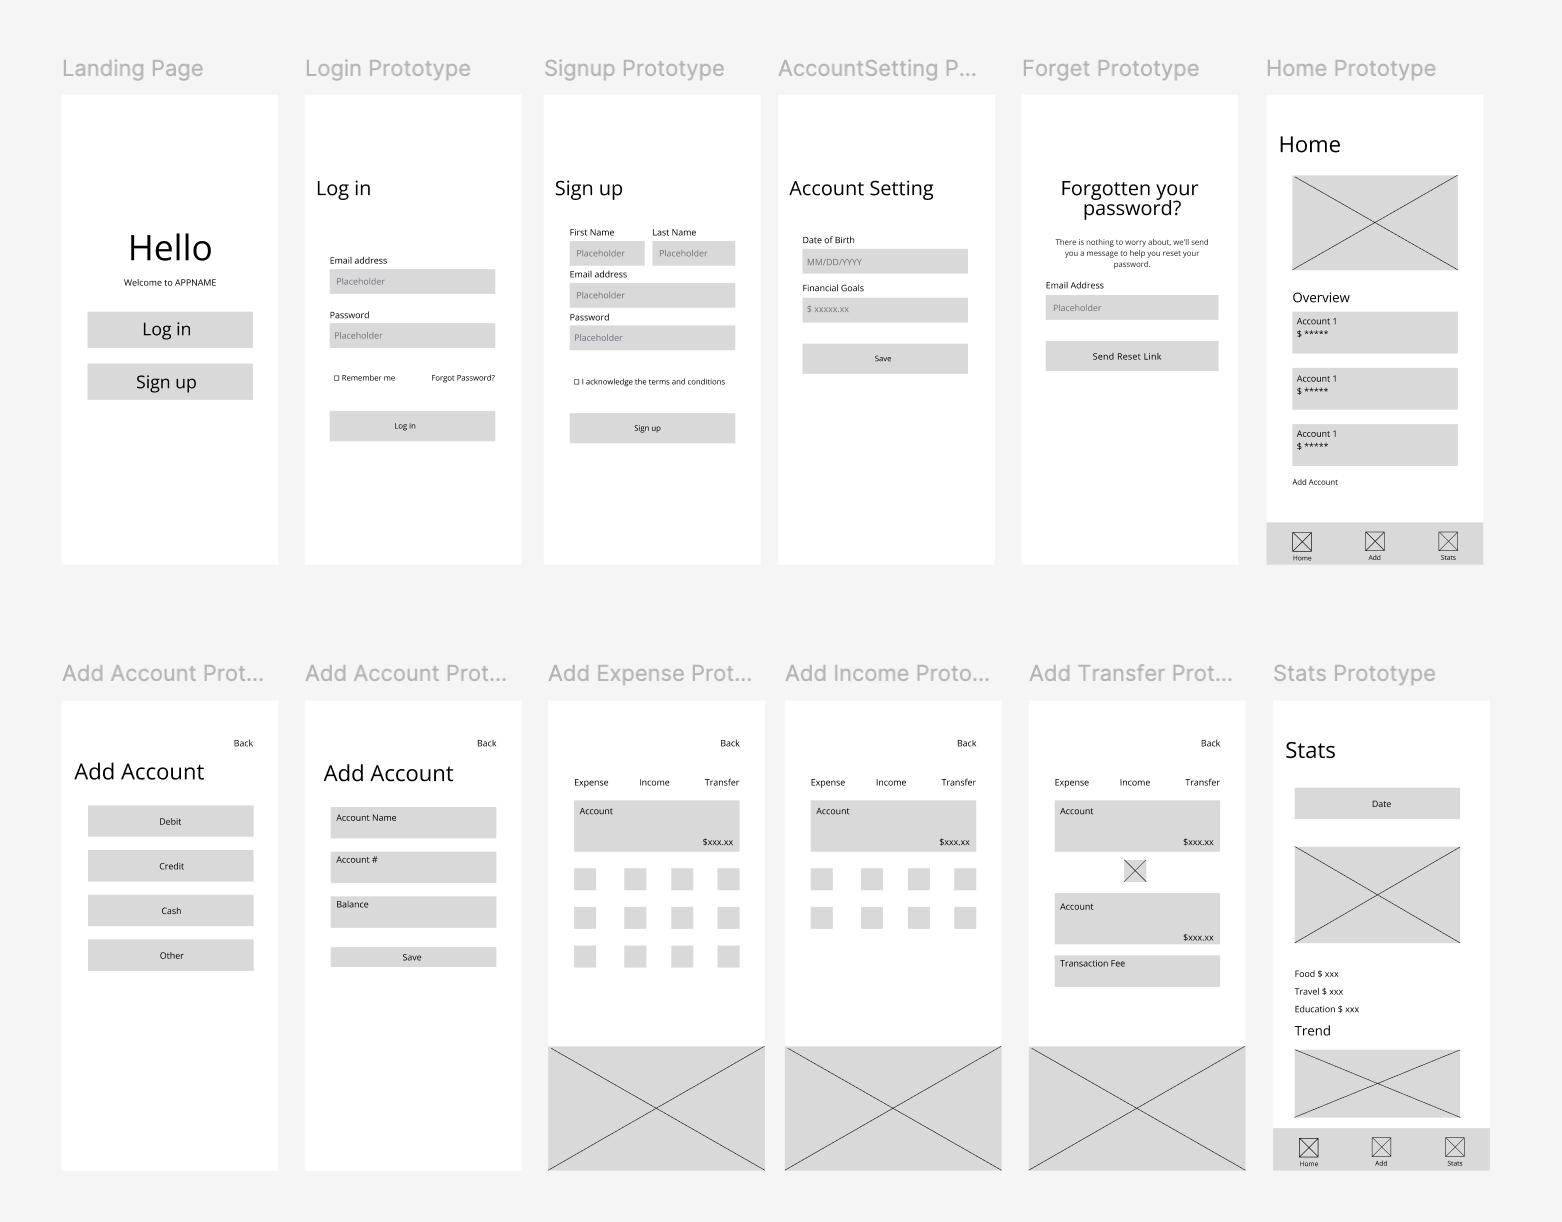 Landing Page
Login Prototype
Signup Prototype
AccountSetting P...
Forget Prototype
Home Prototype
Hello
Welcome to APPNAME
Log in
Sign up
Log in
Email address
Placeholder
Password
Placeholder
Remember me
Forgot Password?
Log in
Sign up
First Name
Last Name
Placeholder
Placeholder
Email address
Placeholder
Password
Placeholder
I acknowledge the terms and conditions
Sign up
Account Setting
Date of Birth
MM/DD/YYYY
Financial Goals
$ xxxxx.xx
Save
Forgotten your
password?
There is nothing to worry about, we'll send
you a message to help you reset your
password.
Email Address
Placeholder
Send Reset Link
Home
Overview
Account 1
$ *****
Account 1
$ *****
Account 1
$ *****
Add Account
Home
Add
Stats
Add Account Prot...
Add Account Prot...
Add Expense Prot...
Add Income Proto...
Add Transfer Prot...
Stats Prototype
Back
Add Account
Debit
Credit
Cash
Other
Back
Add Account
Account Name
Account #
Balance
Save
Back
Expense
Income
Transfer
Account
$xxx.xx
Back
Expense
Income
Transfer
Account
$xxx.xx
Back
Expense
Income
Transfer
Account
$xxx.xx
Account
$xxx.xx
Transaction Fee
Stats
Date
Food $ xxx
Travel $ xxx
Education $ xxx
Trend
Home
Add
Stats